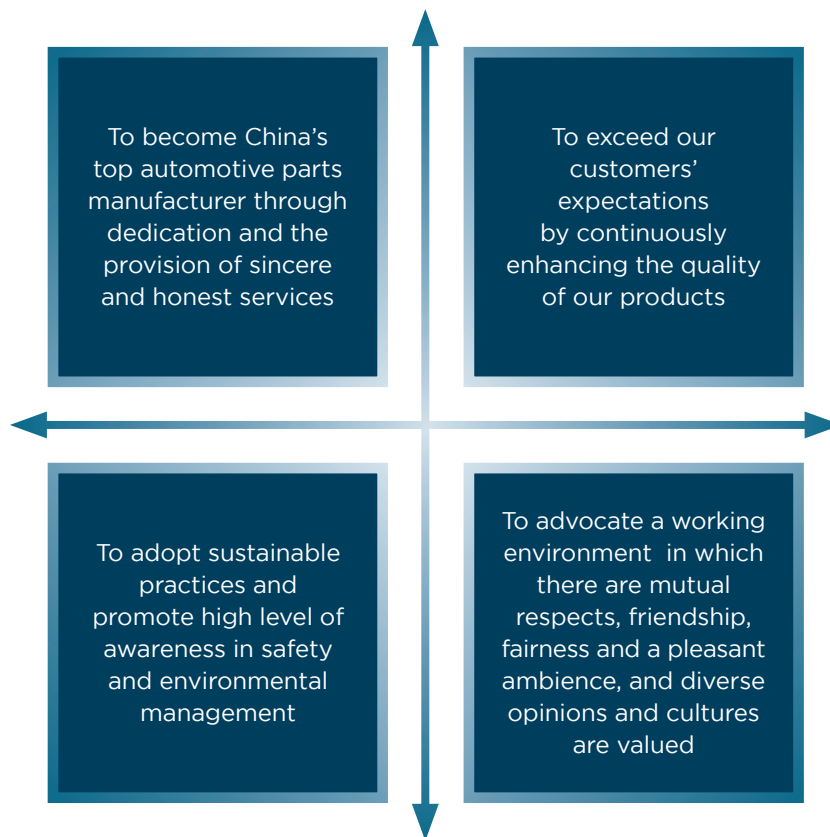 To become China’s
top automotive parts
manufacturer through
dedication and the
provision of sincere
and honest services
To exceed our
customers’
expectations
by continuously
enhancing the quality
of our products
To adopt sustainable
practices and
promote high level of
awareness in safety
and environmental
management
To advocate a working
environment  in which
there are mutual
respects, friendship,
fairness and a pleasant
ambience, and diverse
opinions and cultures
are valued